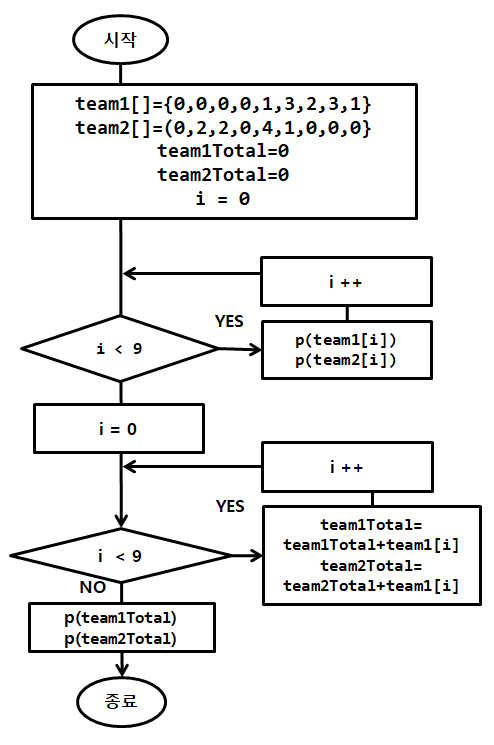 시작
team1[]={0,0,0,0,1,3,2,3,1}
team2[]=(0,2,2,0,4,1,0,0,0}
team1Total=0
team2Total=0
i = 0
i ++
YES
i < 9
p(team1[i])
p(team2[i])
i = 0
i ++
YES
i < 9
team1Total=
team1Total+team1[i]
team2Total=
team2Total+team1[i]
NO
p(team1Total)
p(team2Total)
종료